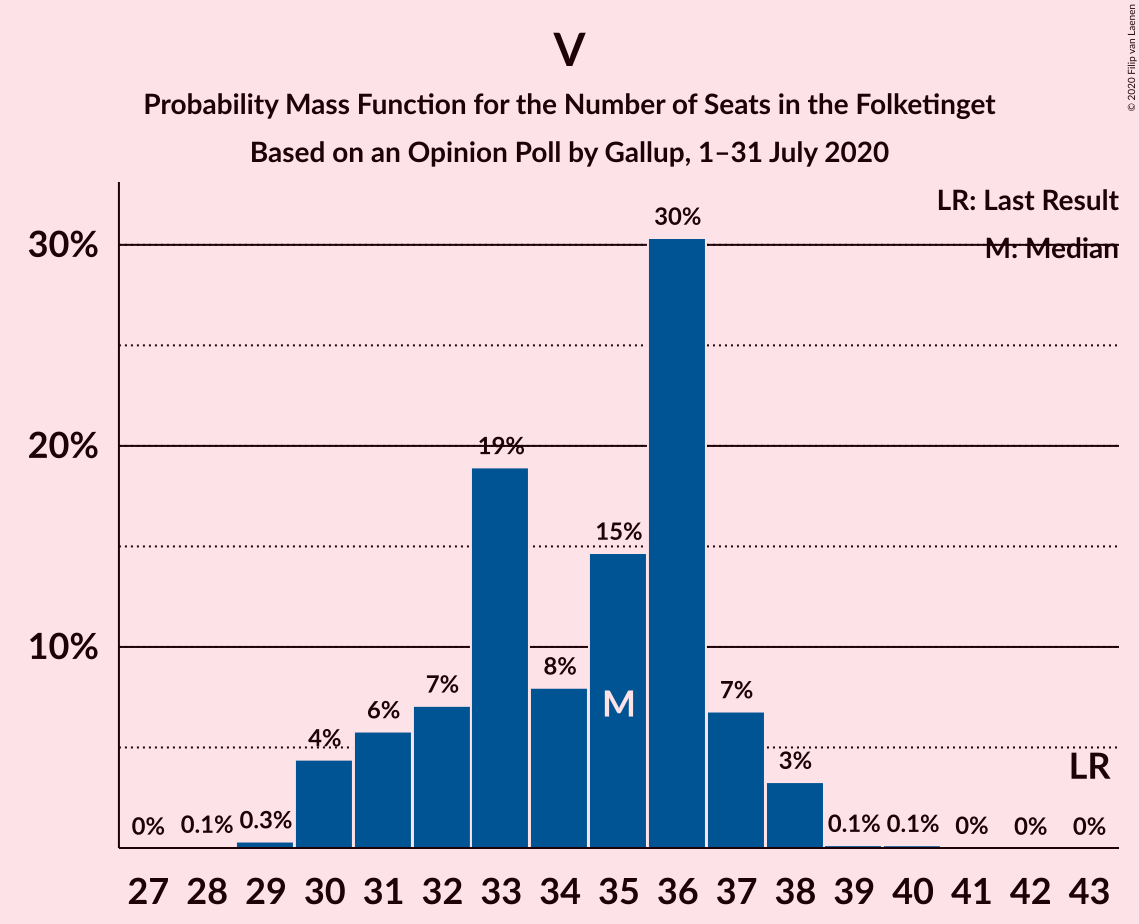 © 2020 Filip van Laenen
V
Probability Mass Function for the Number of Seats in the Folketinget
Based on an Opinion Poll by Gallup, 1–31 July 2020
LR: Last Result
M: Median
30%
20%
10%
0%
0.1%
0.3%
4%
6%
7%
19%
8%
15%
30%
7%
3%
0.1%
0.1%
0%
0%
0%
M
LR
27 28 29 30 31 32 33 34 35 36 37 38 39 40 41 42 43